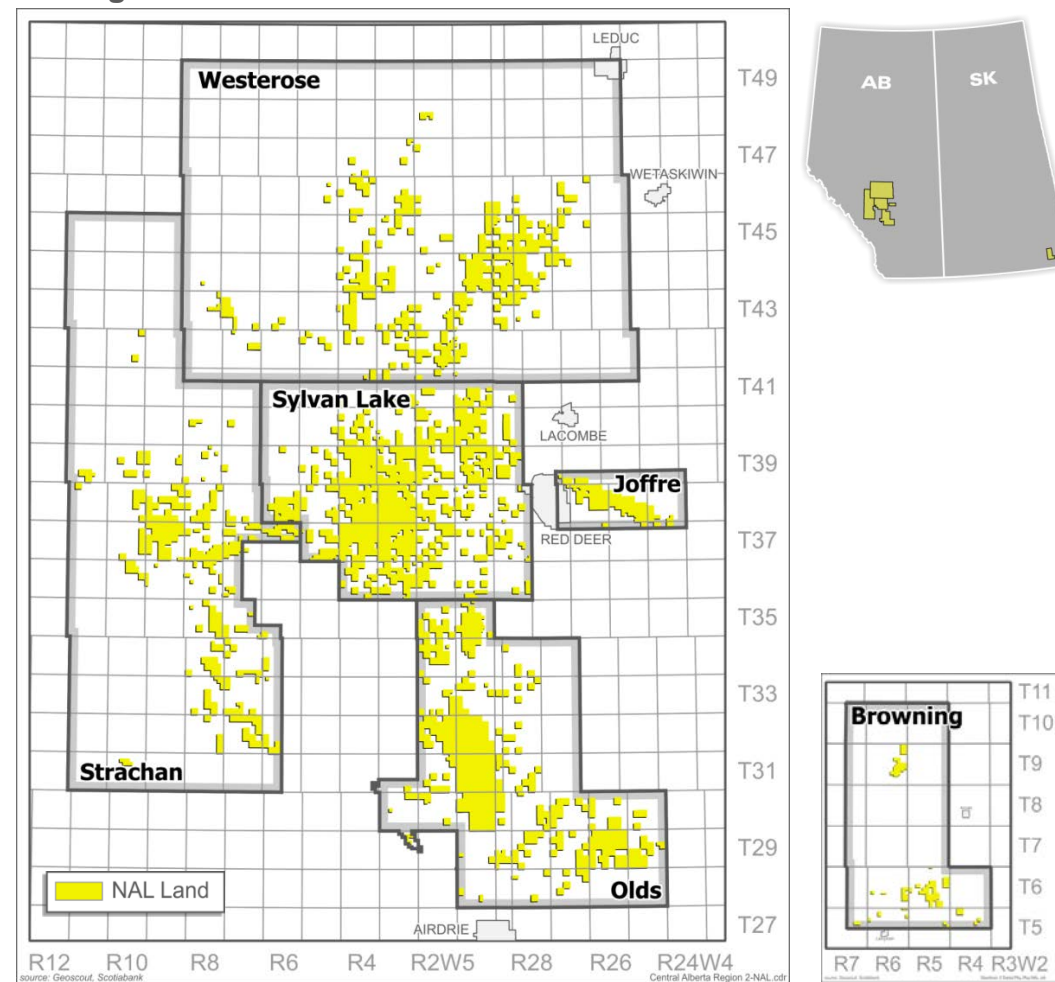 LEDUC
Westerose
T49
T47
WETASKIWIN
T45
T43
T41
Sylvan Lake
LACOMBE
T39
Joffre
RED DEER
T37
T35
T33
Strachan
T31
T29
NAL Land
Olds
AIRDRIE
T27
R12 R10 R8 R6 R4 R2W5 R28 R26 R24W4
source: Geoscout, Scotiabank
Central Alberta Region 2-NAL.cdr
AB SK
T11
Browning
T10
T9
T8
T7
T6
T5
R7 R6 R5 R4 R3W2